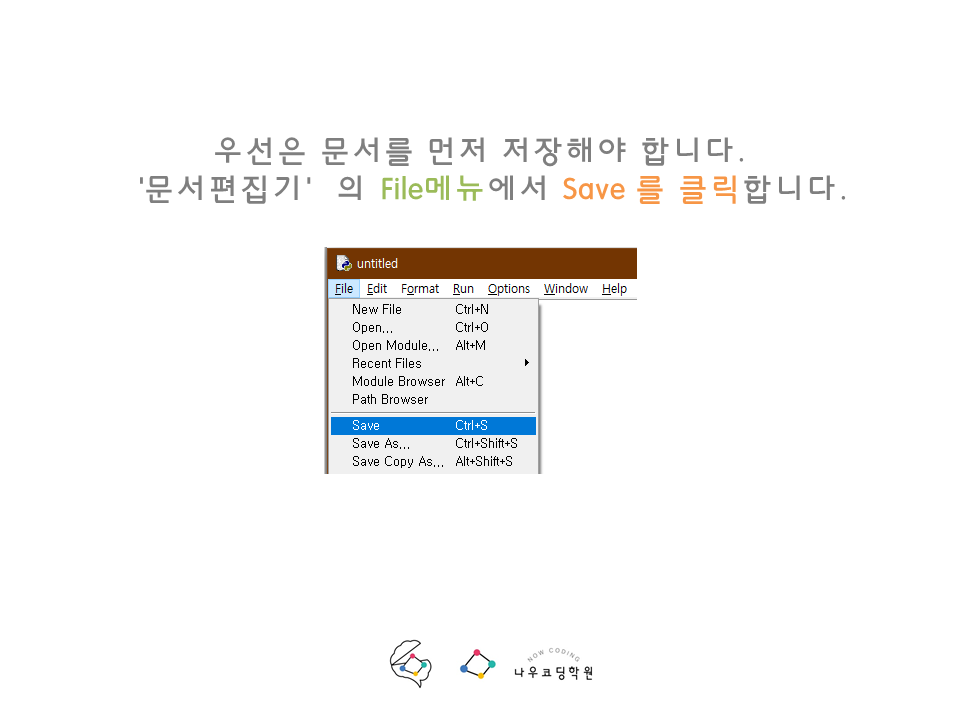 우선은 문서를 먼저 저장해야 합니다.
'문서편집기' 의 File메뉴에서 Save 를 클릭합니다.
untitled
File Edit Format Run Options Window Help
New File Ctrl+N
Open... Ctrl+O
Open Module... Alt+M
Recent Files
Module Browser Alt+C
Path Browser
Save Ctrl+S
Save As... Ctrl+Shift+S
Save Copy As... Alt+Shift+S
NOW CODING
나우코딩학원